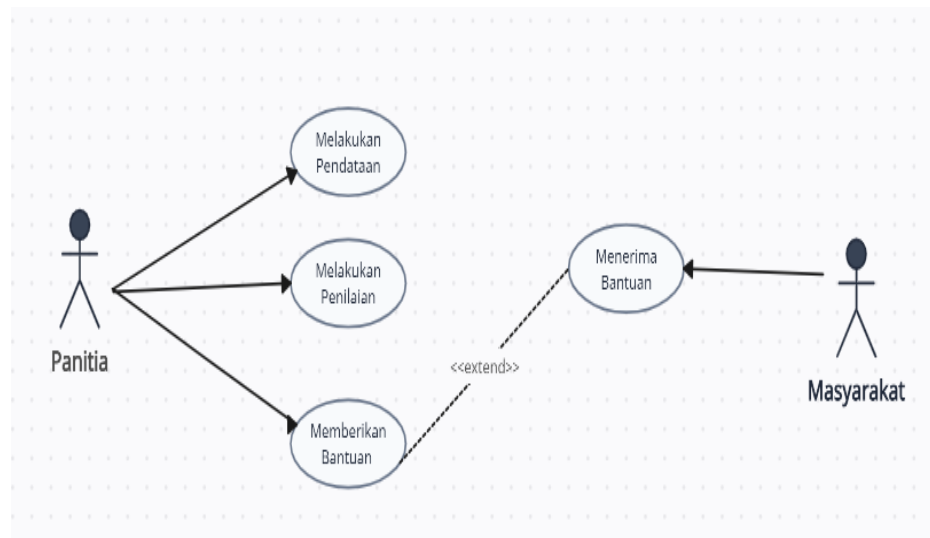 Melakukan
Pendataan
Melakukan
Penilaian
Menerima
Bantuan
Panitia
<<extend>>
Masyarakat
Memberikan
Bantuan